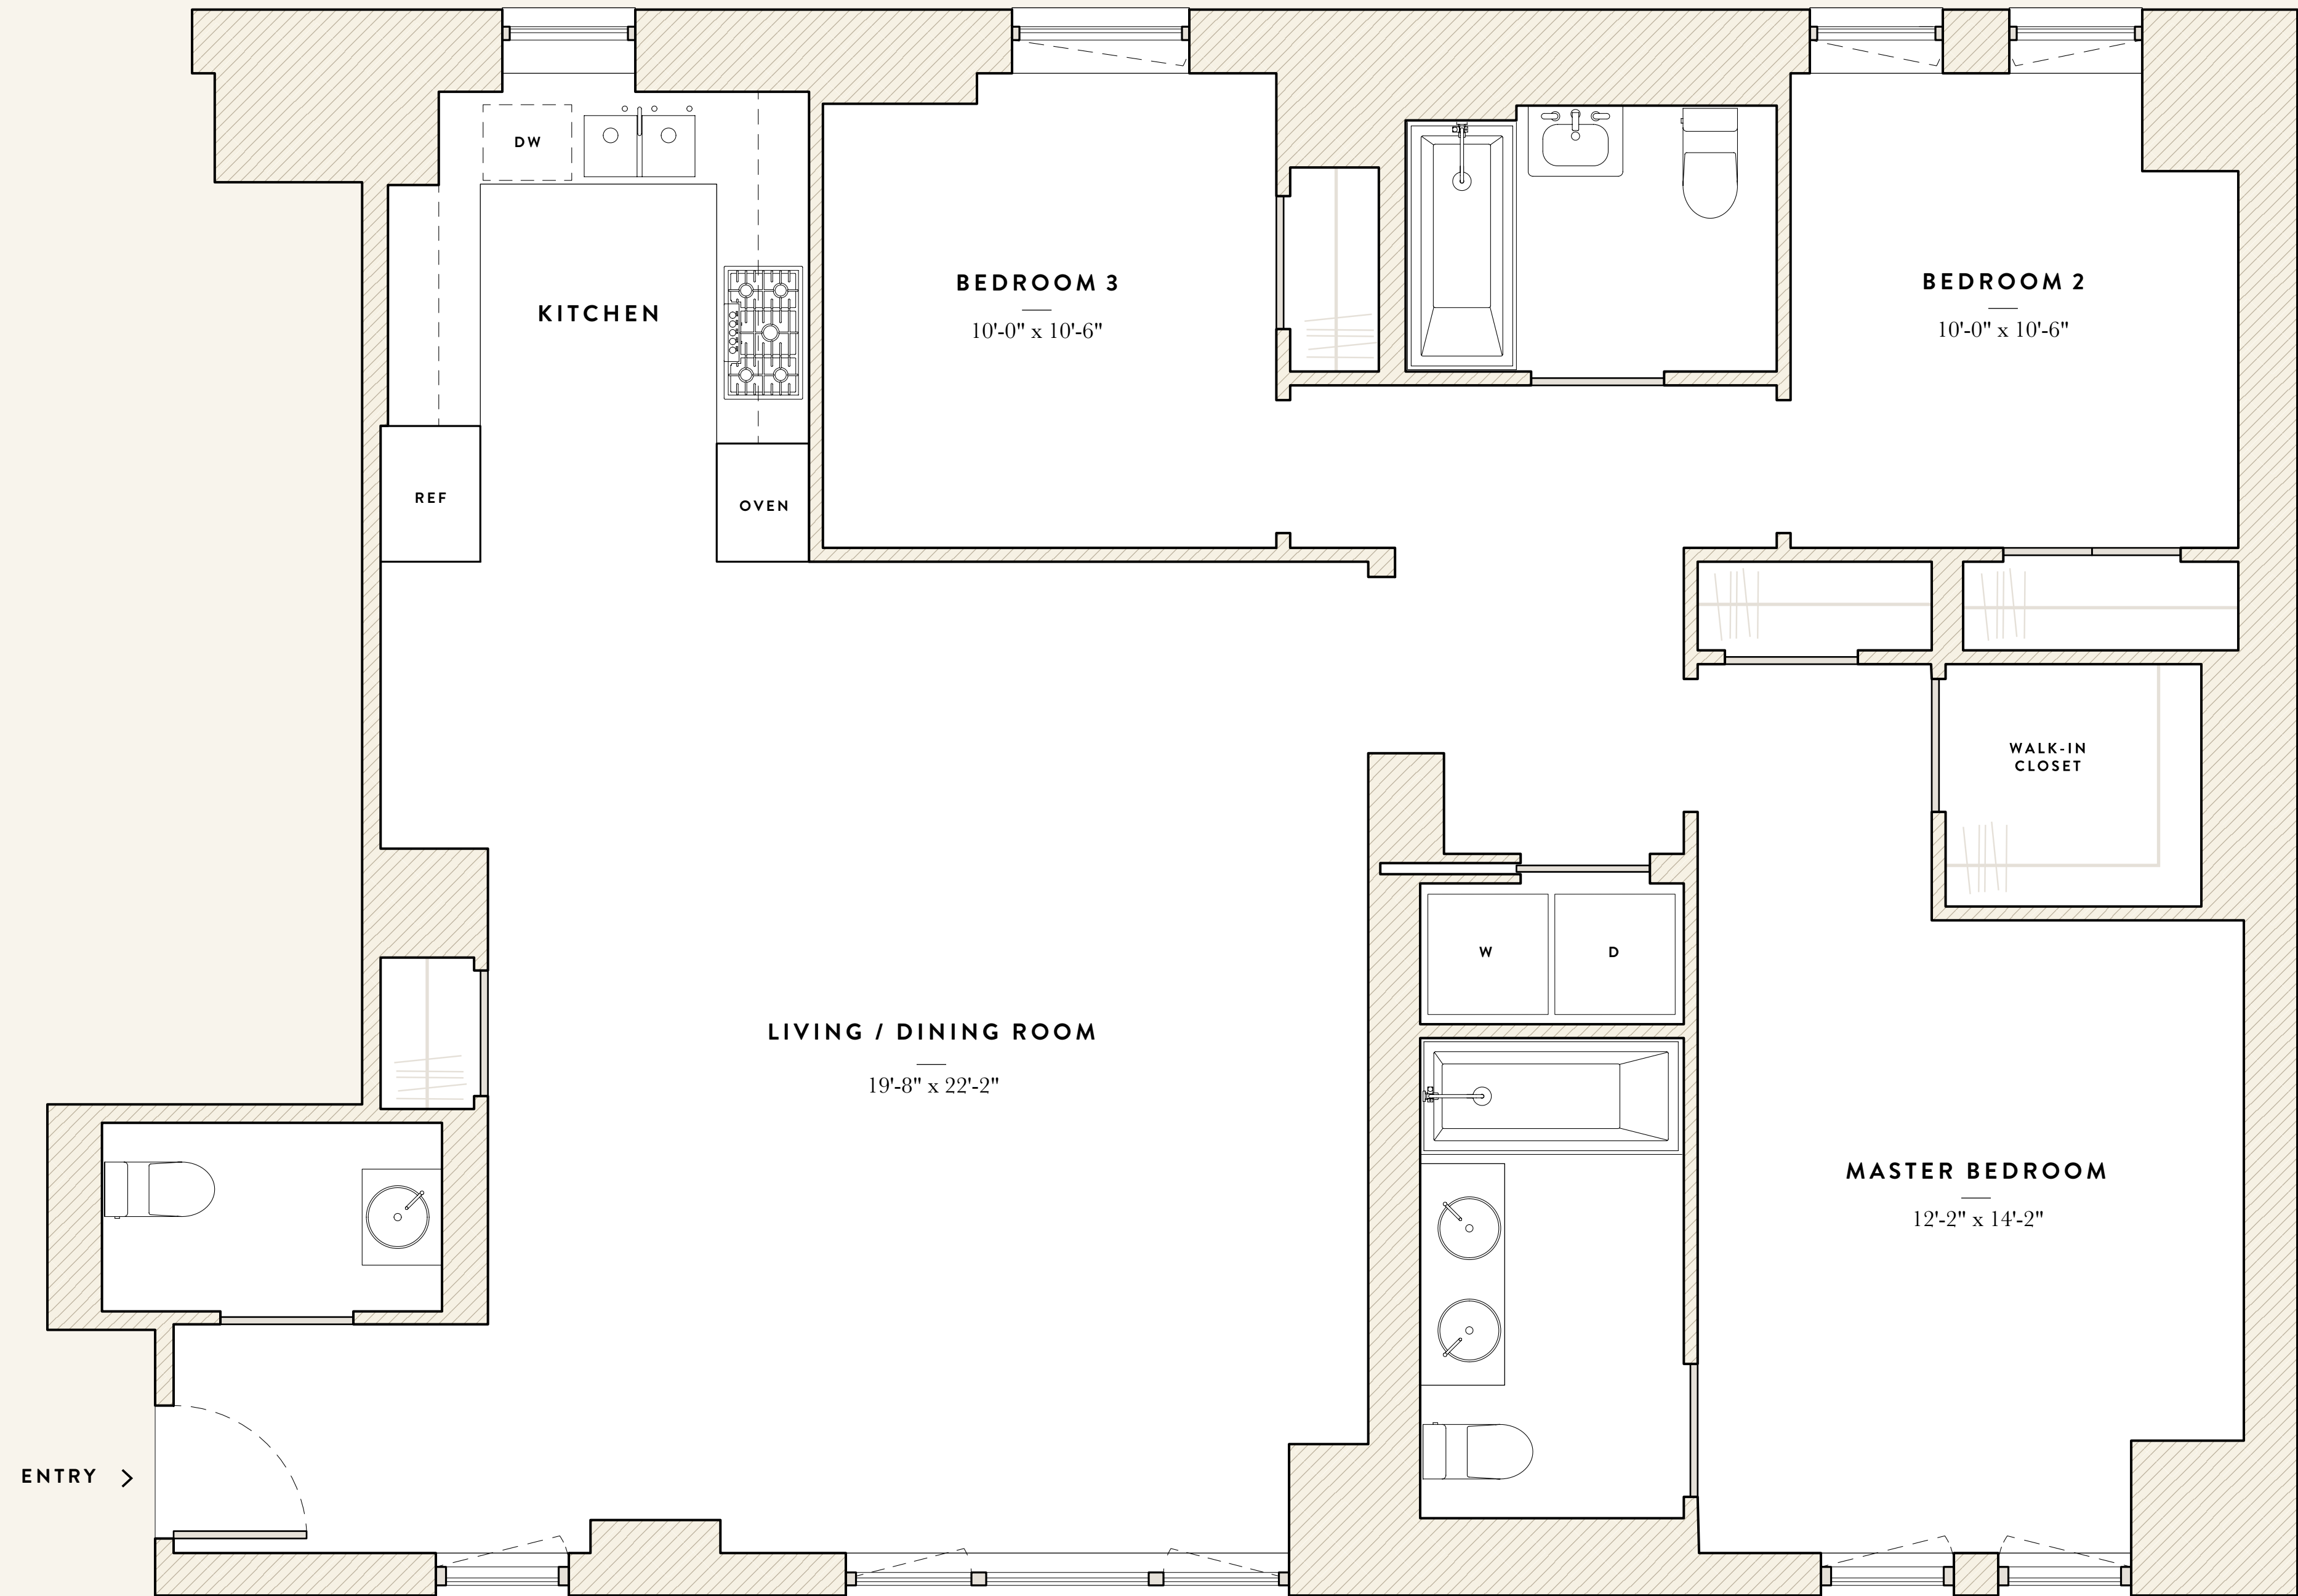 DW
KITCHEN
REF
OVEN
BEDROOM 3
10'-0" x 10'-6"
BEDROOM 2
10'-0" x 10'-6"
WALK-IN
CLOSET
W
D
LIVING / DINING ROOM
19'-8" x 22'-2"
MASTER BEDROOM
12'-2" x 14'-2"
ENTRY >